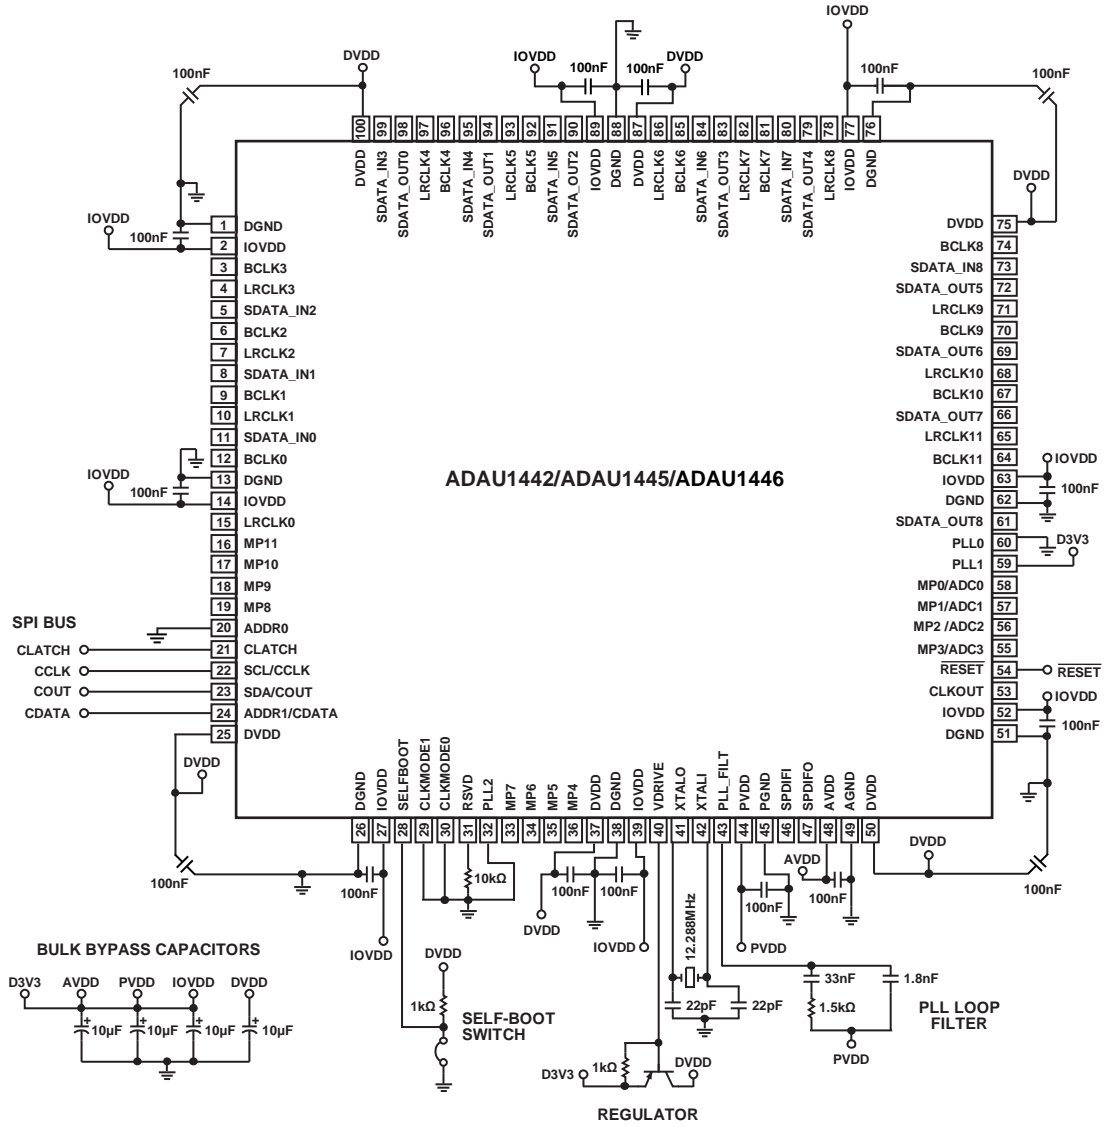 IOVDD
DVDD
IOVDD
100nF
100nF
DVDD
100nF
100nF
100nF
100 99 98 97 96 95 94 93 92 91 90 89 88 87 86 85 84 83 82 81 80 79 78 77 76
DVDD
SDATA_IN3
SDATA_OUT0
LRCLK4
BCLK4
SDATA_IN4
SDATA_OUT1
LRCLK5
BCLK5
SDATA_IN5
SDATA_OUT2
IOVDD
DGND
DVDD
LRCLK6
BCLK6
SDATA_IN6
SDATA_OUT3
LRCLK7
BCLK7
SDATA_IN7
SDATA_OUT4
LRCLK8
IOVDD
DGND
DVDD
IOVDD
100nF
1 DGND
2 IOVDD
3 BCLK3
4 LRCLK3
5 SDATA_IN2
6 BCLK2
7 LRCLK2
8 SDATA_IN1
9 BCLK1
10 LRCLK1
11 SDATA_IN0
12 BCLK0
13 DGND
14 IOVDD
15 LRCLK0
16 MP11
17 MP10
18 MP9
19 MP8
20 ADDR0
21 CLATCH
22 SCL/CCLK
23 SDA/COUT
24 ADDR1/CDATA
25 DVDD
IOVDD
100nF
SPI BUS
CLATCH
CCLK
COUT
CDATA
DVDD
100nF
ADAU1442/ADAU1445/ADAU1446
DVDD 75
BCLK8 74
SDATA_IN8 73
SDATA_OUT5 72
LRCLK9 71
BCLK9 70
SDATA_OUT6 69
LRCLK10 68
BCLK10 67
SDATA_OUT7 66
LRCLK11 65
BCLK11 64
IOVDD 63
DGND 62
SDATA_OUT8 61
PLL0 60
PLL1 59
MP0/ADC0 58
MP1/ADC1 57
MP2 /ADC2 56
MP3/ADC3 55
RESET 54
CLKOUT 53
IOVDD 52
DGND 51
IOVDD
100nF
D3V3
RESET
IOVDD
100nF
DGND
IOVDD
SELFBOOT
CLKMODE1
CLKMODE0
RSVD
PLL2
MP7
MP6
MP5
MP4
DVDD
DGND
IOVDD
VDRIVE
XTALO
XTALI
PLL_FILT
PVDD
PGND
SPDIFI
SPDIFO
AVDD
AGND
DVDD
26 27 28 29 30 31 32 33 34 35 36 37 38 39 40 41 42 43 44 45 46 47 48 49 50
100nF
IOVDD
10kΩ
100nF
100nF
DVDD
IOVDD
12.288MHz
22pF
22pF
100nF
PVDD
AVDD
100nF
DVDD
100nF
BULK BYPASS CAPACITORS
D3V3
AVDD
PVDD
IOVDD
DVDD
+
10µF
+
10µF
+
10µF
+
10µF
DVDD
1kΩ
SELF-BOOT
SWITCH
D3V3
1kΩ
DVDD
REGULATOR
33nF
1.8nF
1.5kΩ
PVDD
PLL LOOP
FILTER